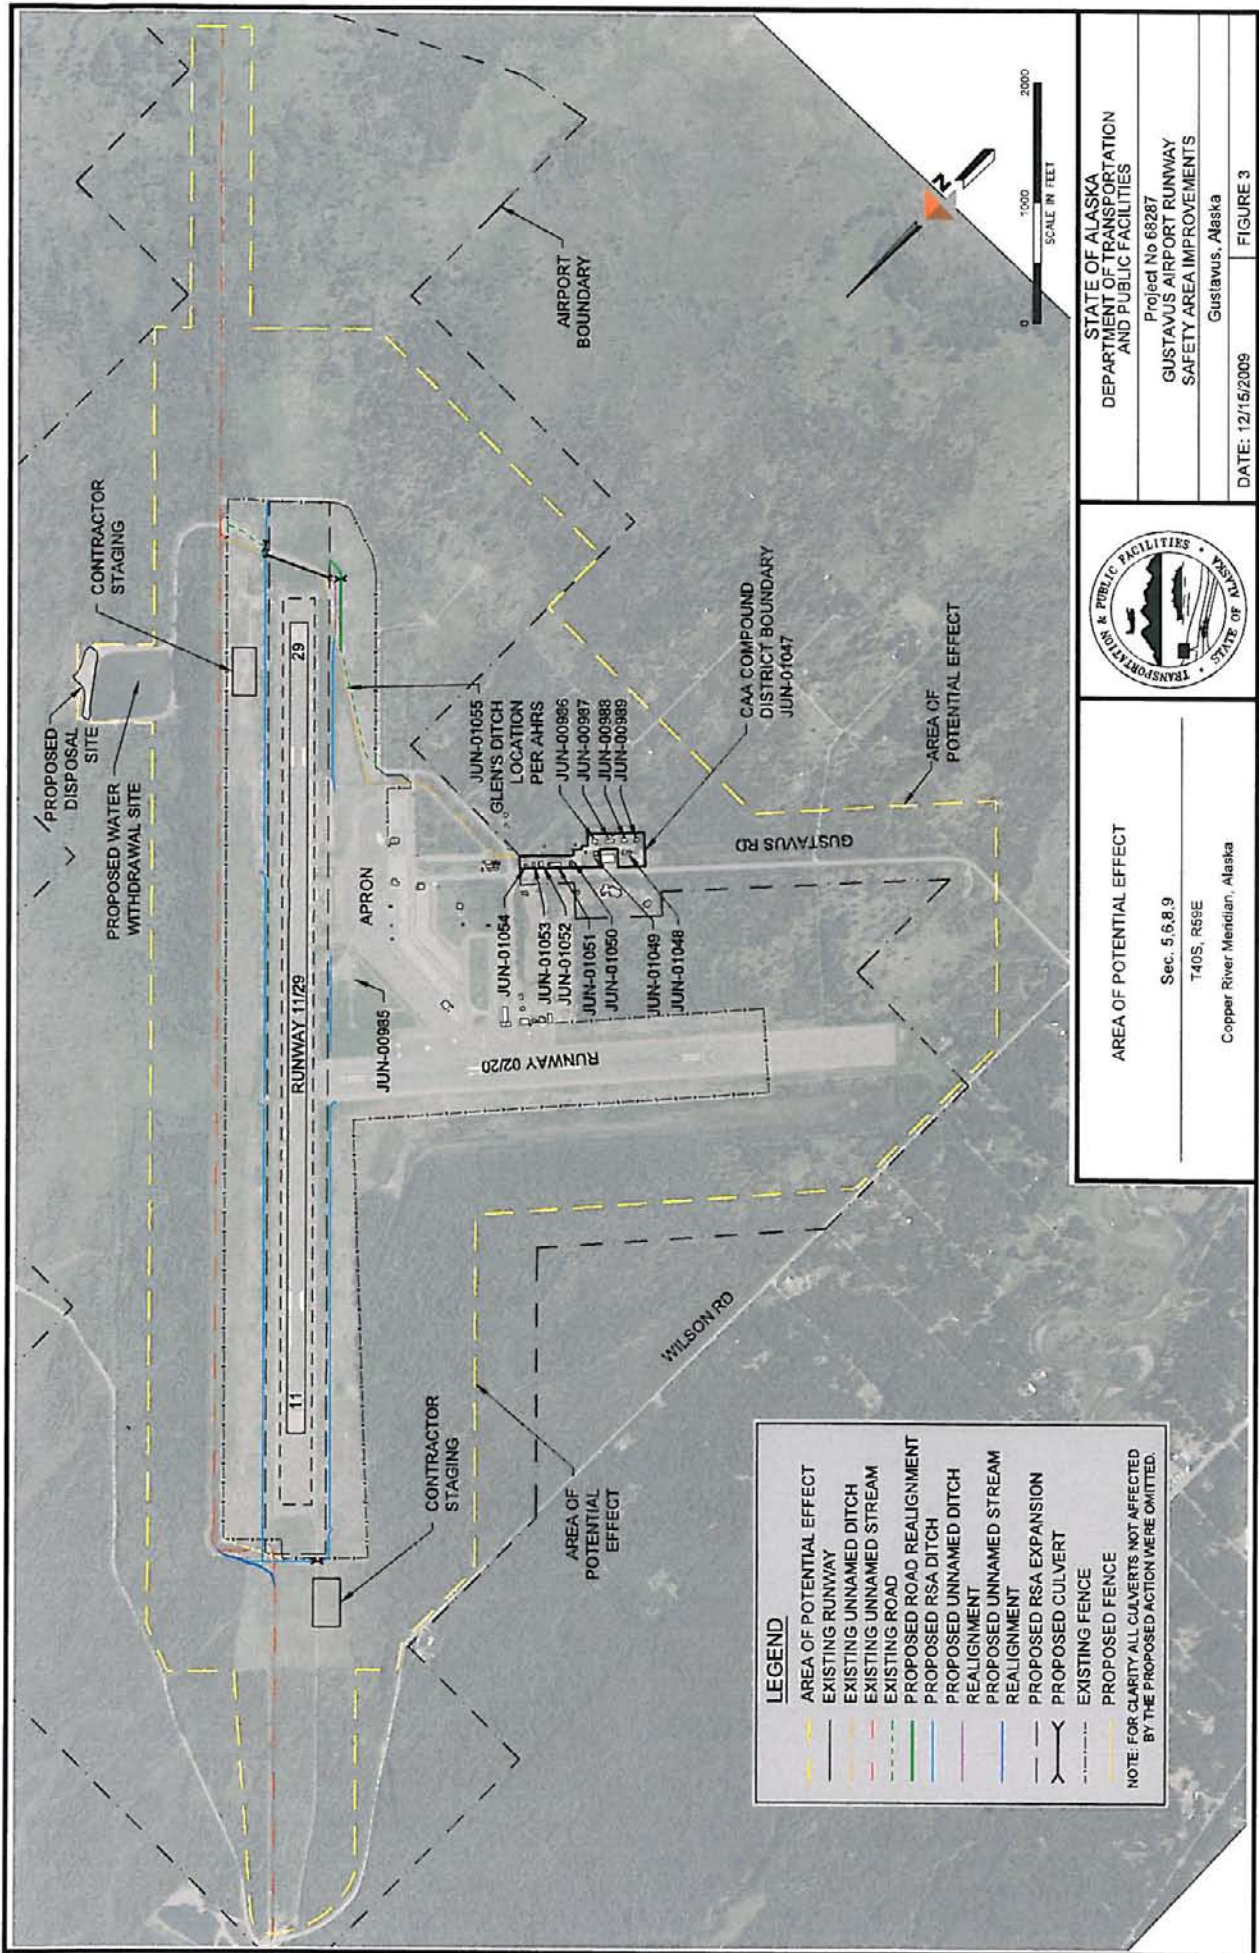 PROPOSED
DISPOSAL
SITE
PROPOSED WATER
WITHDRAWAL SITE
CONTRACTOR
STAGING
AIRPORT
BOUNDARY
29
RUNWAY 11/29
11
APRON
JUN-00985
RUNWAY 02/20
JUN-01055
GLEN'S DITCH
LOCATION
PER AHRS
JUN-00986
JUN-00987
JUN-00988
JUN-00989
CAA COMPOUND
DISTRICT BOUNDARY
JUN-01047
JUN-01054
JUN-01053
JUN-01052
JUN-01051
JUN-01050
JUN-01049
JUN-01048
GUSTAVUS RD
AREA OF
POTENTIAL EFFECT
CONTRACTOR
STAGING
AREA OF
POTENTIAL
EFFECT
WILSON RD
N
0 1000 2000
SCALE IN FEET
LEGEND
AREA OF POTENTIAL EFFECT
EXISTING RUNWAY
EXISTING UNNAMED DITCH
EXISTING UNNAMED STREAM
EXISTING ROAD
PROPOSED ROAD REALIGNMENT
PROPOSED RSA DITCH
PROPOSED UNNAMED DITCH
REALIGNMENT
PROPOSED UNNAMED STREAM
REALIGNMENT
PROPOSED RSA EXPANSION
PROPOSED CULVERT
EXISTING FENCE
PROPOSED FENCE
NOTE: FOR CLARITY ALL CULVERTS NOT AFFECTED
BY THE PROPOSED ACTION WERE OMITTED.
AREA OF POTENTIAL EFFECT
Sec. 5,6,8,9
T40S, R59E
Copper River Meridian, Alaska
TRANSPORTATION & PUBLIC FACILITIES
STATE OF ALASKA
STATE OF ALASKA
DEPARTMENT OF TRANSPORTATION
AND PUBLIC FACILITIES
Project No 68287
GUSTAVUS AIRPORT RUNWAY
SAFETY AREA IMPROVEMENTS
Gustavus, Alaska
DATE: 12/15/2009
FIGURE 3